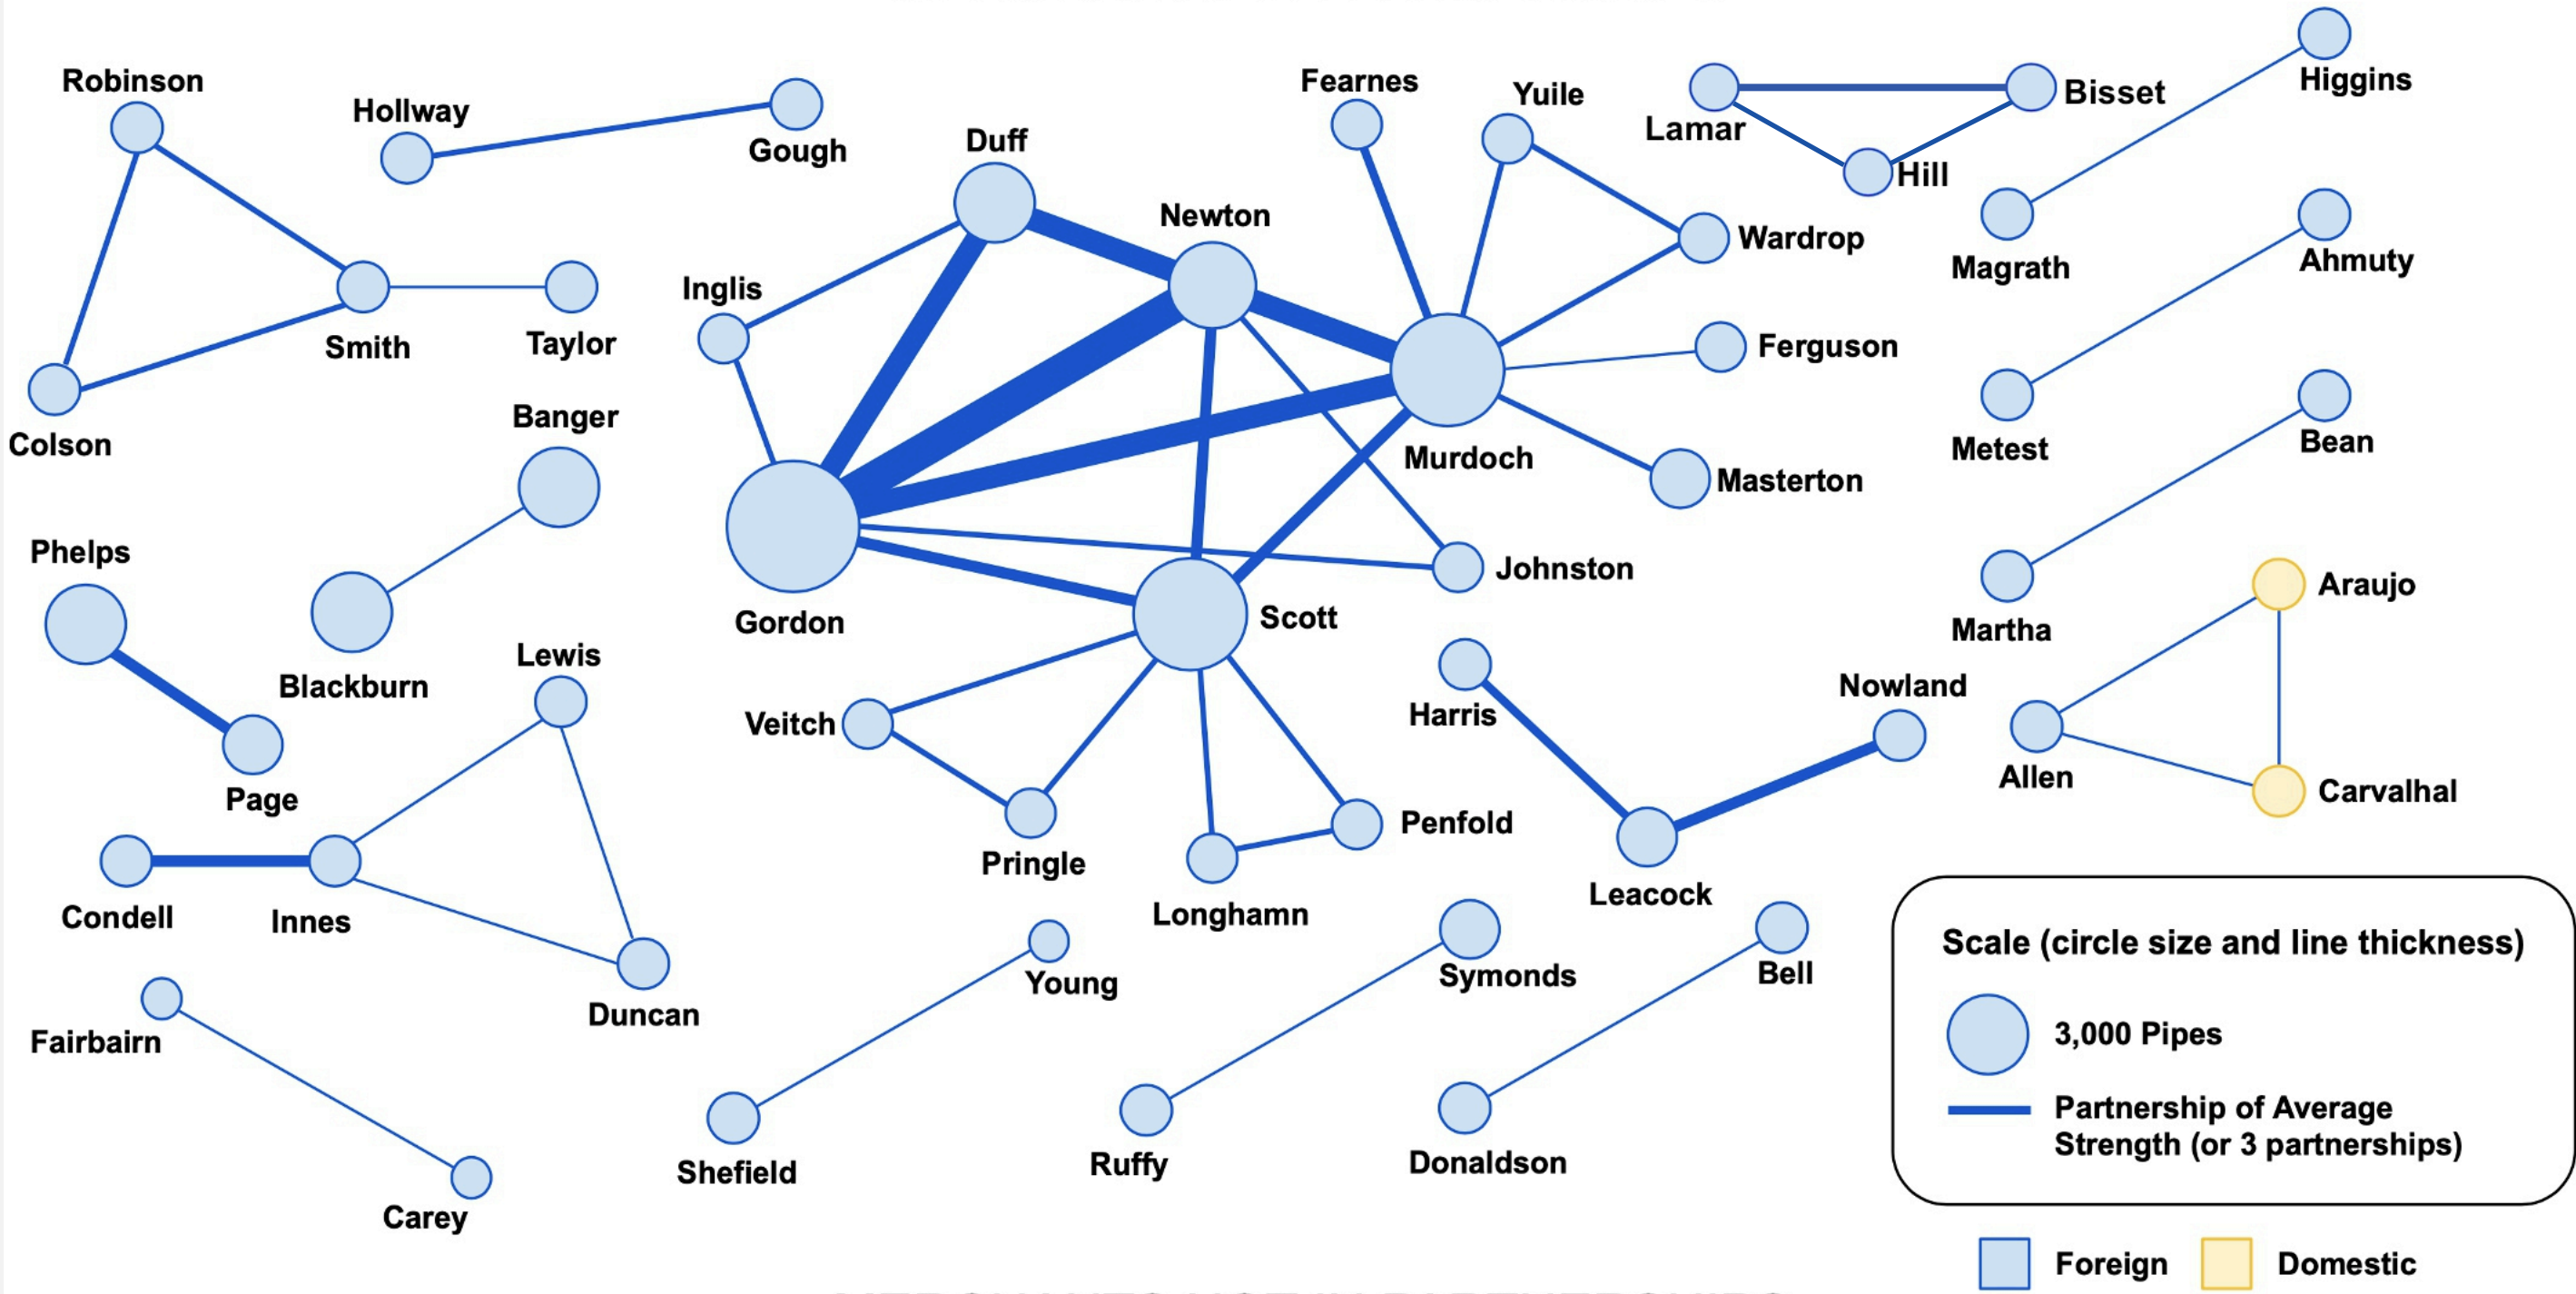 Higgins
Robinson
Hollway
Gough
Duff
Fearnes
Yuile
Lamar
Bisset
Hill
Newton
Wardrop
Magrath
Ahmuty
Inglis
Smith
Taylor
Ferguson
Colson
Banger
Murdoch
Masterton
Metest
Bean
Phelps
Gordon
Johnston
Scott
Araujo
Martha
Blackburn
Lewis
Veitch
Harris
Nowland
Allen
Carvalhal
Page
Pringle
Penfold
Condell
Innes
Longhamn
Leacock
Duncan
Young
Symonds
Bell
Fairbairn
Shefield
Ruffy
Donaldson
Carey
Scale (circle size and line thickness)
3,000 Pipes
Partnership of Average
Strength (or 3 partnerships)
Foreign
Domestic